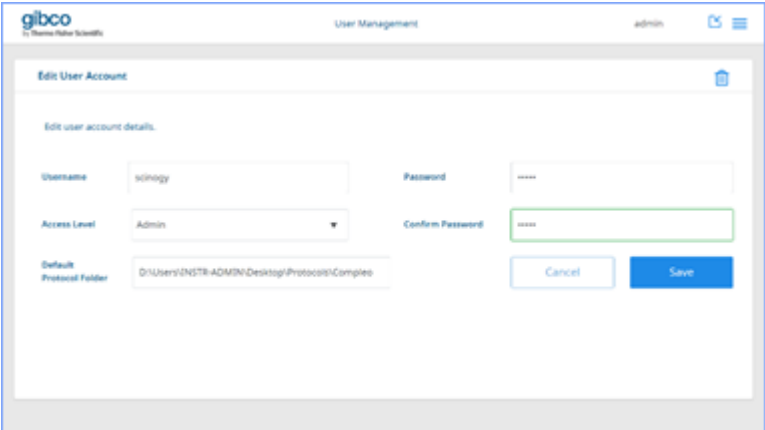 gibco
by Thermo Fisher Scientific
User Management
admin
Edit User Account
Edit user account details.
Username
scinogy
Password
•••••
Access Level
Admin
Confirm Password
•••••
Default
Protocol Folder
D:\Users\INSTR-ADMIN\Desktop\Protocols\Compleo
Cancel
Save